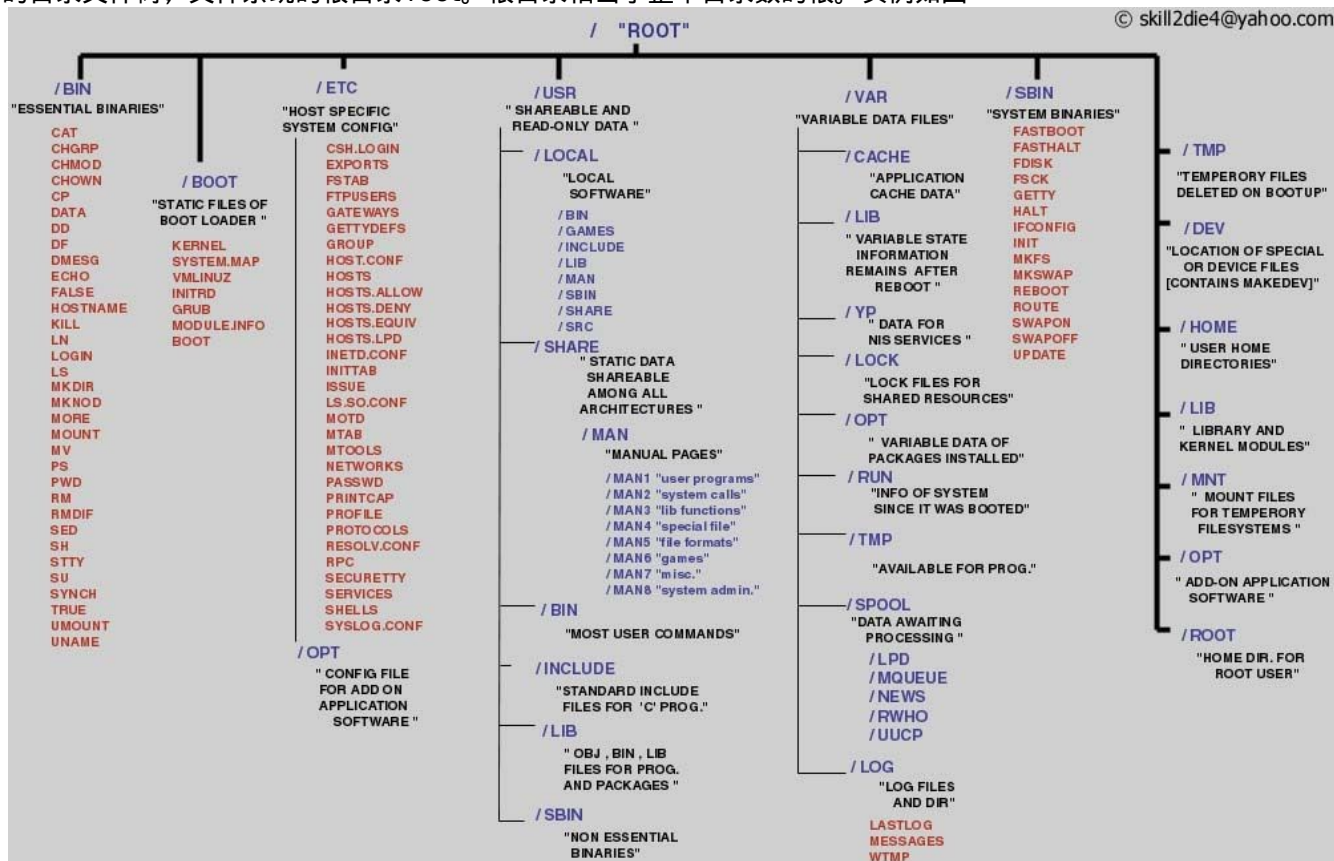 的目录文件树，文件系统的根目录root。根目录相当于整个目录数的根。实例如图
© skill2die4@yahoo.com
/ "ROOT"
/BIN
"ESSENTIAL BINARIES"
CAT
CHGRP
CHMOD
CHOWN
CP
DATA
DD
DF
DMESG
ECHO
FALSE
HOSTNAME
KILL
LN
LOGIN
LS
MKDIR
MKNOD
MORE
MOUNT
MV
PS
PWD
RM
RMDIF
SED
SH
STTY
SU
SYNCH
TRUE
UMOUNT
UNAME
/BOOT
"STATIC FILES OF
BOOT LOADER "
KERNEL
SYSTEM.MAP
VMLINUZ
INITRD
GRUB
MODULE.INFO
BOOT
/ETC
"HOST SPECIFIC
SYSTEM CONFIG"
CSH.LOGIN
EXPORTS
FSTAB
FTPUSERS
GATEWAYS
GETTYDEFS
GROUP
HOST.CONF
HOSTS
HOSTS.ALLOW
HOSTS.DENY
HOSTS.EQUIV
HOSTS.LPD
INETD.CONF
INITTAB
ISSUE
LS.SO.CONF
MOTD
MTAB
MTOOLS
NETWORKS
PASSWD
PRINTCAP
PROFILE
PROTOCOLS
RESOLV.CONF
RPC
SECURETTY
SERVICES
SHELLS
SYSLOG.CONF
/OPT
" CONFIG FILE
FOR ADD ON
APPLICATION
SOFTWARE "
/USR
" SHAREABLE AND
READ-ONLY DATA "
/LOCAL
"LOCAL
SOFTWARE"
/BIN
/GAMES
/INCLUDE
/LIB
/MAN
/SBIN
/SHARE
/SRC
/SHARE
" STATIC DATA
SHAREABLE
AMONG ALL
ARCHITECTURES "
/MAN
"MANUAL PAGES"
/MAN1 "user programs"
/MAN2 "system calls"
/MAN3 "lib functions"
/MAN4 "special file"
/MAN5 "file formats"
/MAN6 "games"
/MAN7 "misc."
/MAN8 "system admin."
/BIN
"MOST USER COMMANDS"
/INCLUDE
"STANDARD INCLUDE
FILES FOR 'C' PROG."
/LIB
" OBJ , BIN , LIB
FILES FOR PROG.
AND PACKAGES "
/SBIN
"NON ESSENTIAL
BINARIES"
/VAR
"VARIABLE DATA FILES"
/CACHE
"APPLICATION
CACHE DATA"
/LIB
" VARIABLE STATE
INFORMATION
REMAINS AFTER
REBOOT "
/YP
" DATA FOR
NIS SERVICES "
/LOCK
"LOCK FILES FOR
SHARED RESOURCES"
/OPT
" VARIABLE DATA OF
PACKAGES INSTALLED"
/RUN
"INFO OF SYSTEM
SINCE IT WAS BOOTED"
/TMP
"AVAILABLE FOR PROG."
/SPOOL
"DATA AWAITING
PROCESSING "
/LPD
/MQUEUE
/NEWS
/RWHO
/UUCP
/LOG
"LOG FILES
AND DIR"
LASTLOG
MESSAGES
WTMP
/SBIN
"SYSTEM BINARIES"
FASTBOOT
FASTHALT
FDISK
FSCK
GETTY
HALT
IFCONFIG
INIT
MKFS
MKSWAP
REBOOT
ROUTE
SWAPON
SWAPOFF
UPDATE
/TMP
"TEMPERORY FILES
DELETED ON BOOTUP"
/DEV
"LOCATION OF SPECIAL
OR DEVICE FILES
[CONTAINS MAKEDEV]"
/HOME
" USER HOME
DIRECTORIES"
/LIB
" LIBRARY AND
KERNEL MODULES"
/MNT
" MOUNT FILES
FOR TEMPERORY
FILESYSTEMS "
/OPT
" ADD-ON APPLICATION
SOFTWARE "
/ROOT
"HOME DIR. FOR
ROOT USER"